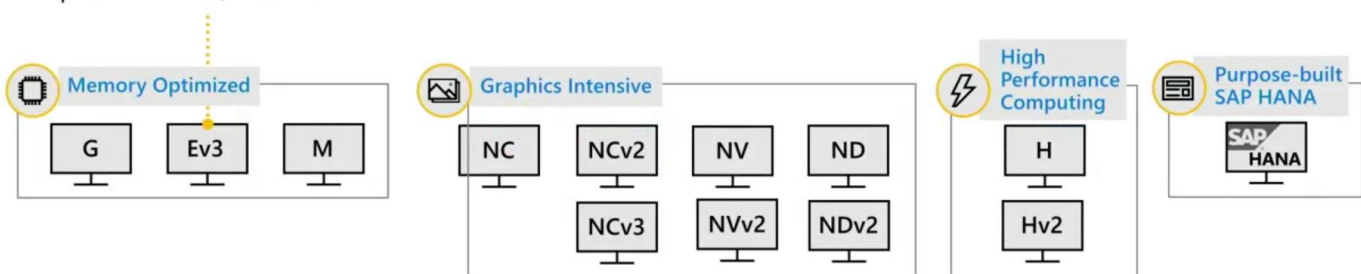 Memory Optimized
G
Ev3
M
Graphics Intensive
NC
NCv2
NV
ND
NCv3
NVv2
NDv2
High
Performance
Computing
H
Hv2
Purpose-built
SAP HANA
SAP
HANA